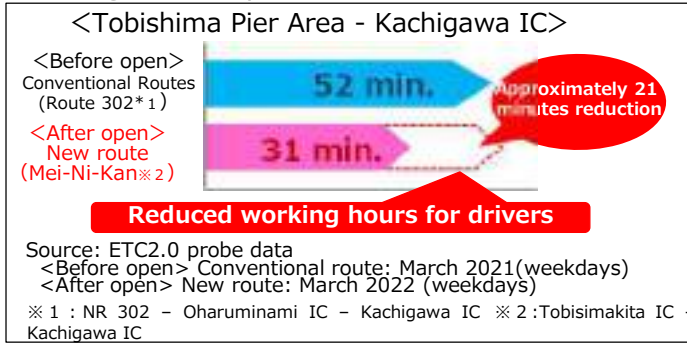 <Tobishima Pier Area - Kachigawa IC>
<Before open>
Conventional Routes
(Route 302*1)
52 min.
Approximately 21
minutes reduction
<After open>
New route
(Mei-Ni-Kan※2)
31 min.
Reduced working hours for drivers
Source: ETC2.0 probe data
<Before open> Conventional route: March 2021(weekdays)
<After open> New route: March 2022 (weekdays)
※1: NR 302 – Oharuminami IC – Kachigawa IC ※2:Tobisimakita IC –
Kachigawa IC